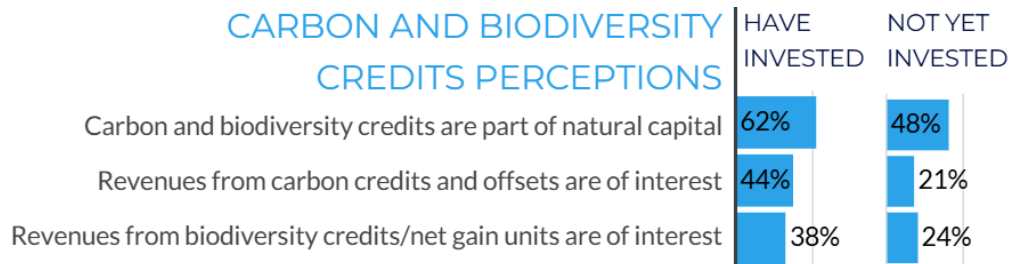 CARBON AND BIODIVERSITY CREDITS PERCEPTIONS
HAVE INVESTED
NOT YET INVESTED
Carbon and biodiversity credits are part of natural capital 62% 48%
Revenues from carbon credits and offsets are of interest 44% 21%
Revenues from biodiversity credits/net gain units are of interest 38% 24%